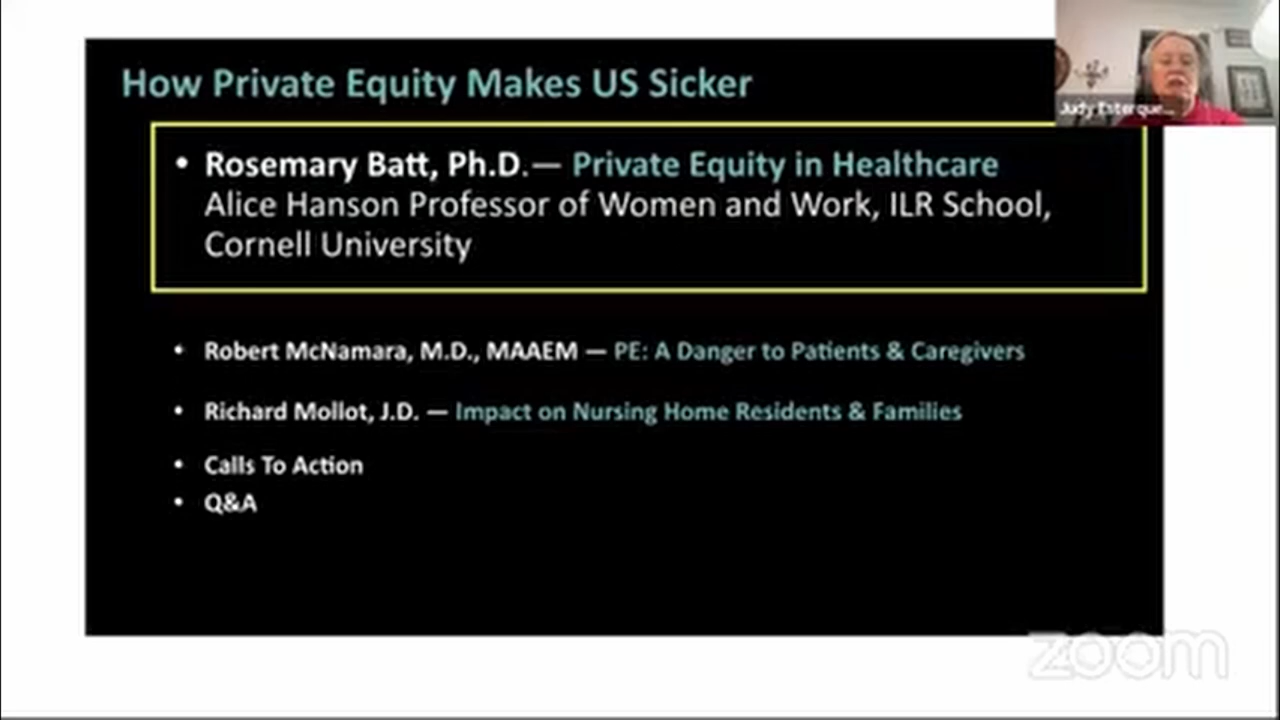 How Private Equity Makes US Sicker
Judy Esterque...
• Rosemary Batt, Ph.D.— Private Equity in Healthcare
Alice Hanson Professor of Women and Work, ILR School,
Cornell University
• Robert McNamara, M.D., MAAEM — PE: A Danger to Patients & Caregivers
• Richard Mollot, J.D. — Impact on Nursing Home Residents & Families
• Calls To Action
• Q&A
zoom